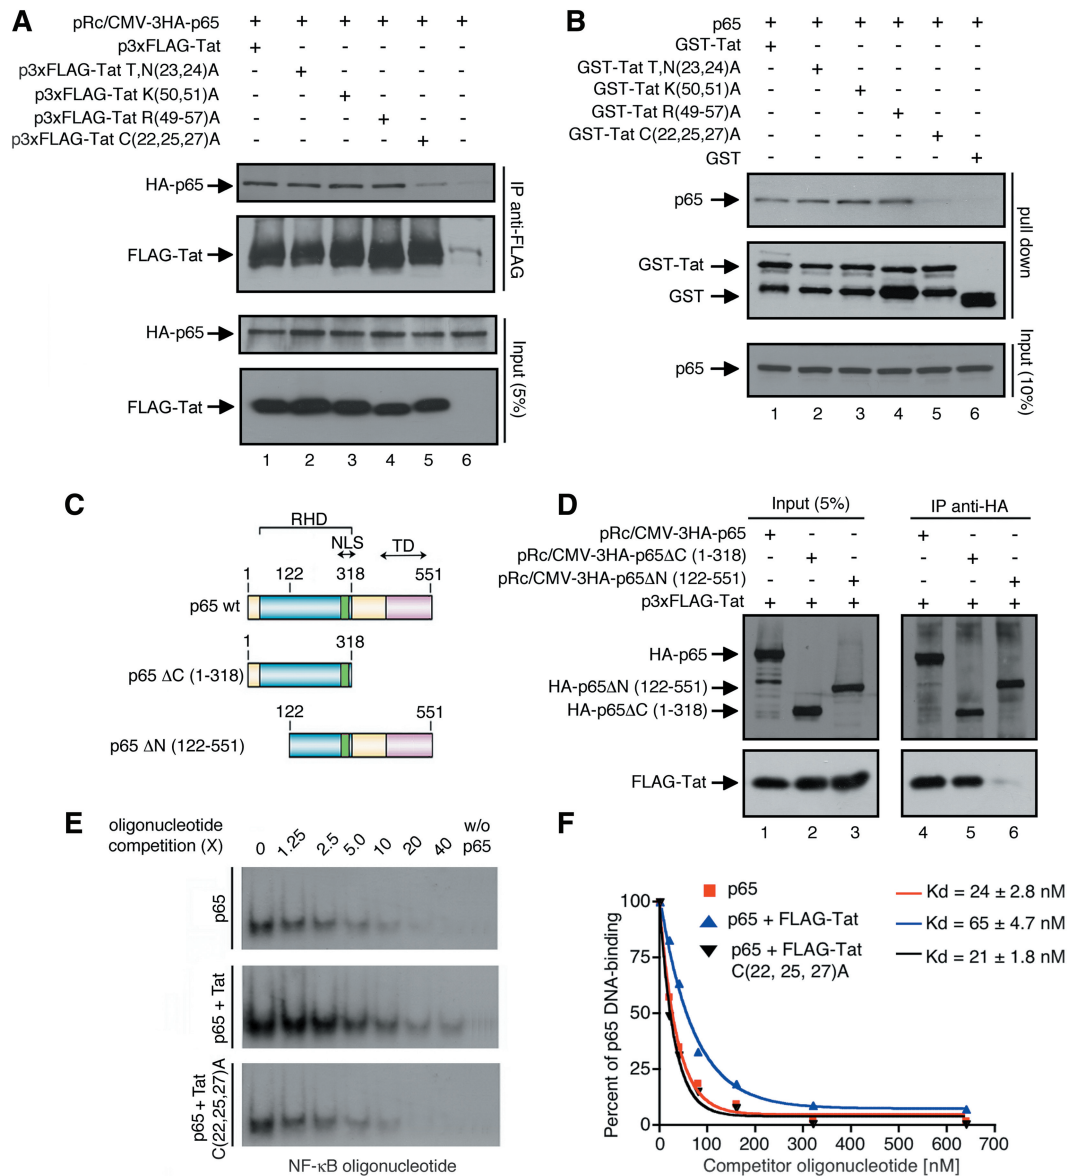 A
pRc/CMV-3HA-p65 + + + + + +
p3xFLAG-Tat + - - - - -
p3xFLAG-Tat T,N(23,24)A - + - - - -
p3xFLAG-Tat K(50,51)A - - + - - -
p3xFLAG-Tat R(49-57)A - - - + - -
p3xFLAG-Tat C(22,25,27)A - - - - + -
HA-p65
FLAG-Tat
IP anti-FLAG
HA-p65
FLAG-Tat
Input (5%)
1 2 3 4 5 6
B
p65 + + + + + +
GST-Tat + - - - - -
GST-Tat T,N(23,24)A - + - - - -
GST-Tat K(50,51)A - - + - - -
GST-Tat R(49-57)A - - - + - -
GST-Tat C(22,25,27)A - - - - + -
GST - - - - - +
p65
GST-Tat
GST
pull down
p65
Input (10%)
1 2 3 4 5 6
C
RHD
NLS TD
1 122 318 551
p65 wt
1 318
p65 ΔC (1-318)
122 551
p65 ΔN (122-551)
D
Input (5%) IP anti-HA
pRc/CMV-3HA-p65 + - - + - -
pRc/CMV-3HA-p65ΔC (1-318) - + - - + -
pRc/CMV-3HA-p65ΔN (122-551) - - + - - +
p3xFLAG-Tat + + + + + +
HA-p65
HA-p65ΔN (122-551)
HA-p65ΔC (1-318)
FLAG-Tat
1 2 3 4 5 6
E
oligonucleotide
competition (X) 0 1.25 2.5 5.0 10 20 40 w/o
p65
p65
p65 + Tat
p65 + Tat
C(22,25,27)A
NF-κB oligonucleotide
F
p65
p65 + FLAG-Tat
p65 + FLAG-Tat
C(22, 25, 27)A
Kd = 24 ± 2.8 nM
Kd = 65 ± 4.7 nM
Kd = 21 ± 1.8 nM
Percent of p65 DNA-binding
100
75
50
25
0
0 100 200 300 400 500 600 700
Competitor oligonucleotide [nM]